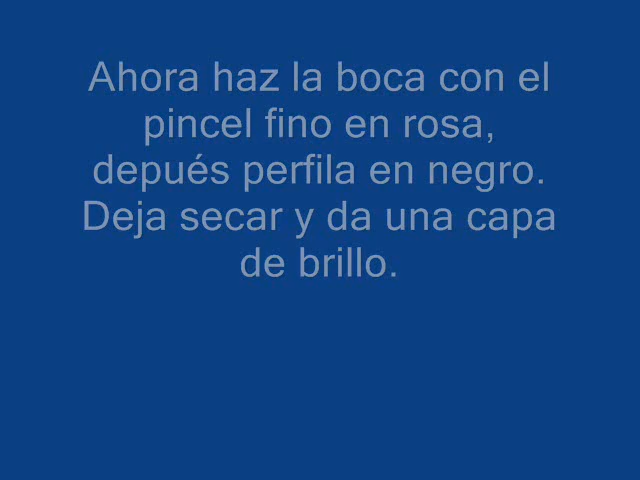 Ahora haz la boca con el
pincel fino en rosa,
depués perfila en negro.
Deja secar y da una capa
de brillo.